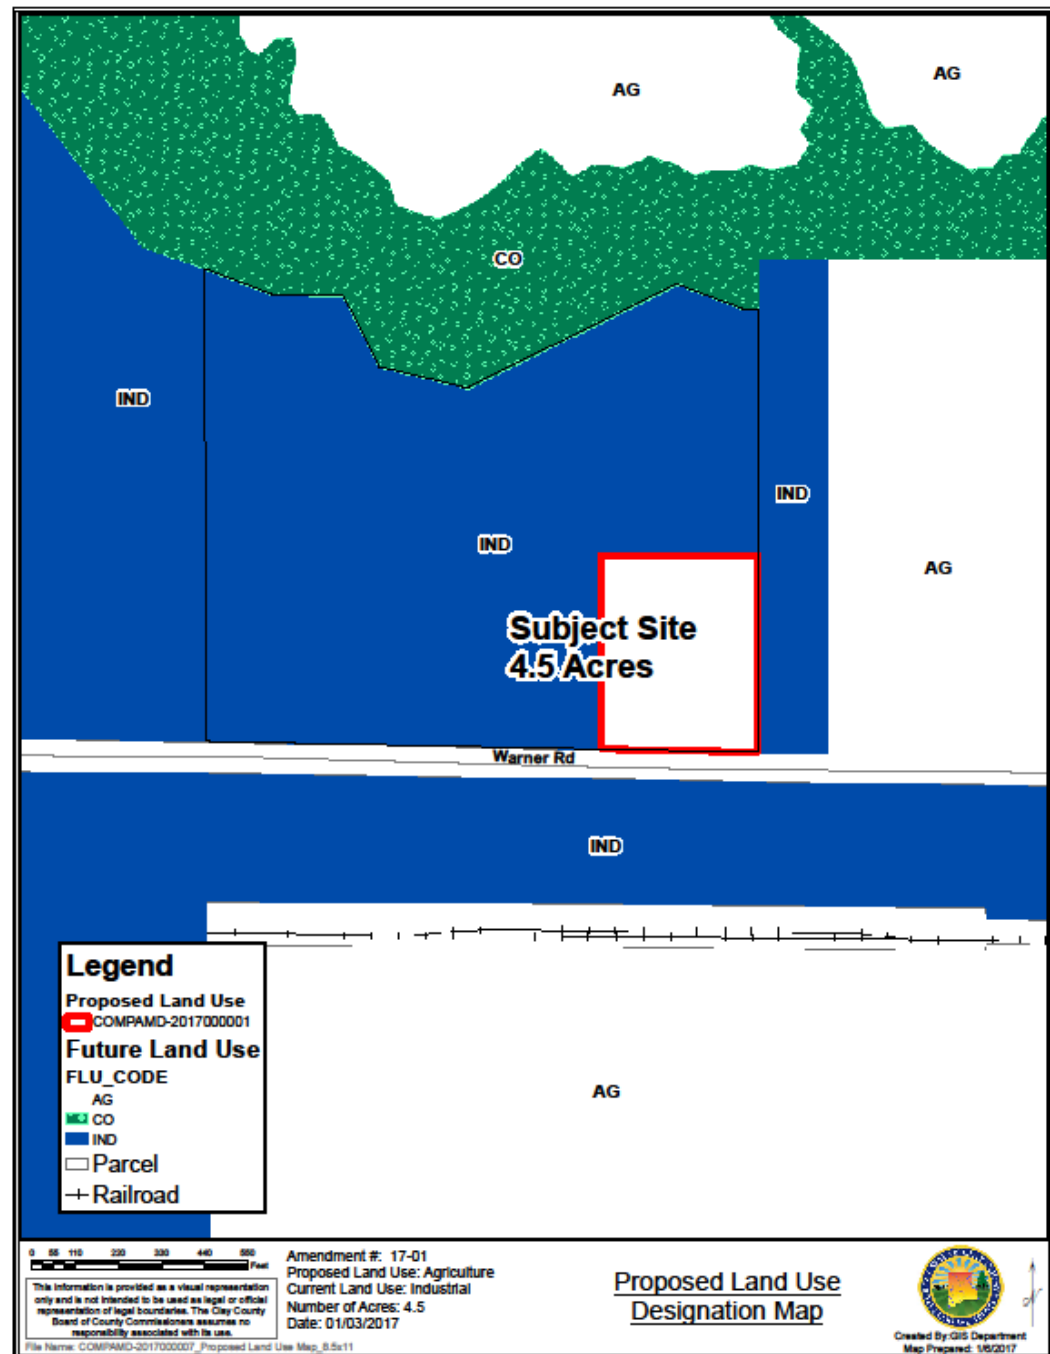 AG
AG
CO
IND
IND
IND
AG
Subject Site
4.5 Acres
Warner Rd
IND
AG
Legend
Proposed Land Use
COMPAMD-2017000001
Future Land Use
FLU_CODE
AG
CO
IND
Parcel
Railroad
0 55 110 220 330 440 550
Feet
This information is provided as a visual representation
only and is not intended to be used as legal or official
representation of legal boundaries. The Clay County
Board of County Commissioners assumes no
responsibility associated with its use.
File Name: COMPAMD-2017000007_Proposed Land Use Map_8.5x11
Amendment #: 17-01
Proposed Land Use: Agriculture
Current Land Use: Industrial
Number of Acres: 4.5
Date: 01/03/2017
Proposed Land Use
Designation Map
Created By:GIS Department
Map Prepared: 1/6/2017